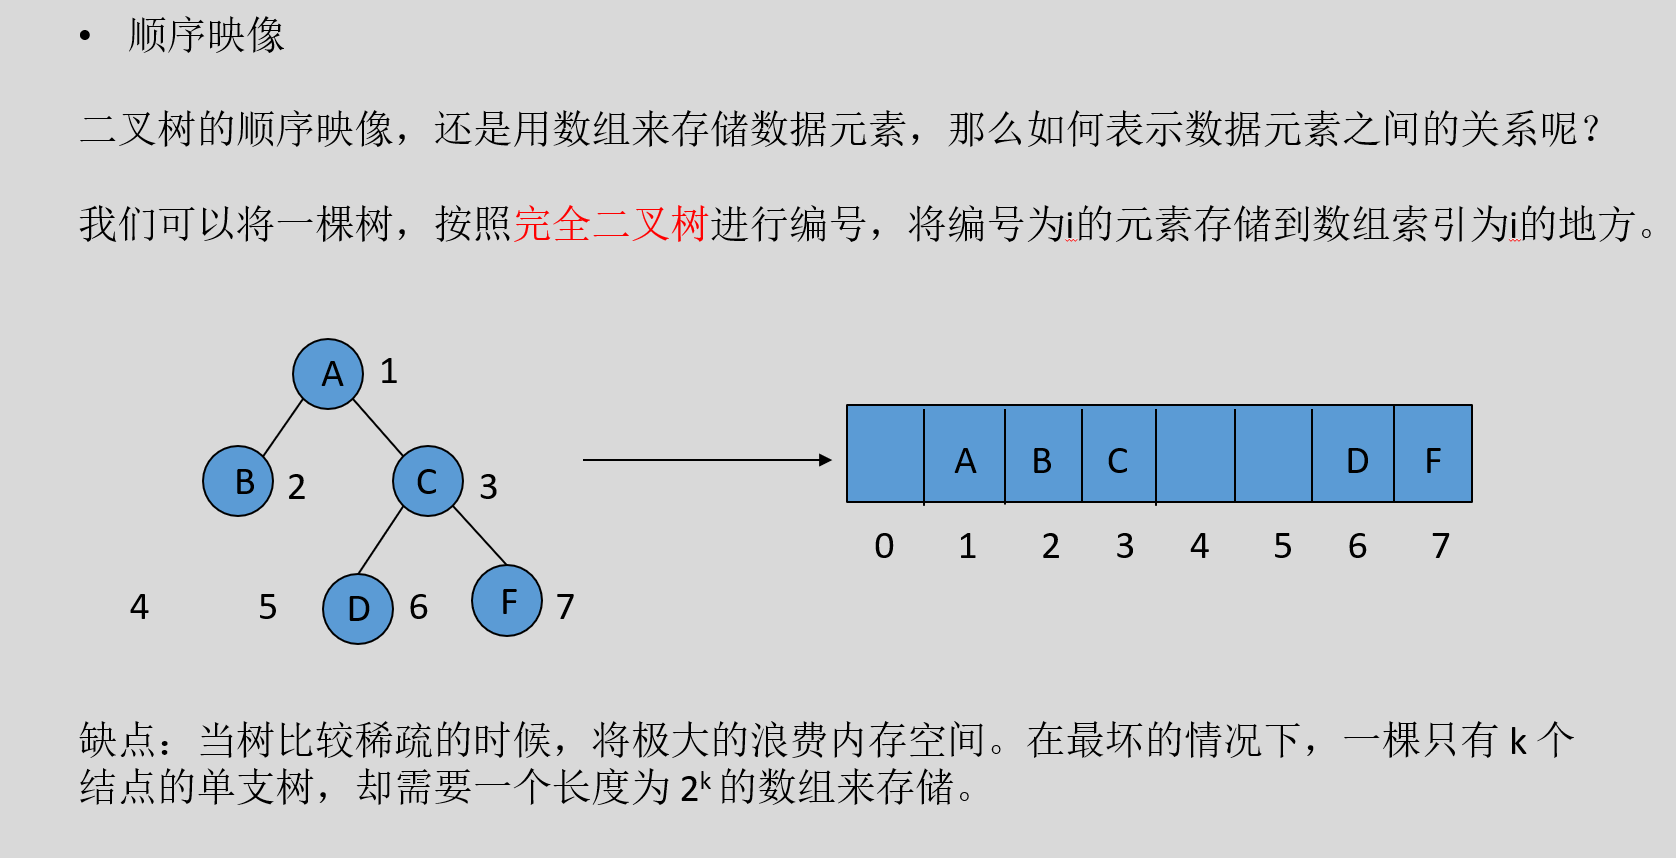 • 顺序映像
二叉树的顺序映像，还是用数组来存储数据元素，那么如何表示数据元素之间的关系呢？
我们可以将一棵树，按照完全二叉树进行编号，将编号为i的元素存储到数组索引为i的地方。
A 1
B 2 C 3
4 5 D 6 F 7
A B C D F
0 1 2 3 4 5 6 7
缺点：当树比较稀疏的时候，将极大的浪费内存空间。在最坏的情况下，一棵只有 k 个
结点的单支树，却需要一个长度为 2ᵏ 的数组来存储。